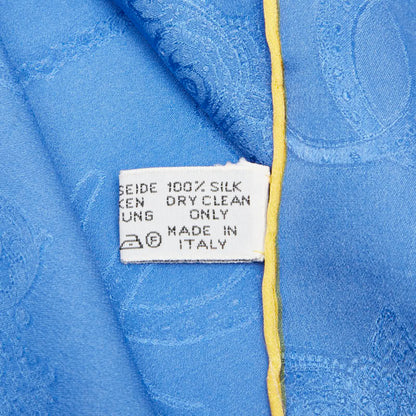 SEIDE 100% SILK
KEN DRY CLEAN
UNG ONLY
F MADE IN
ITALY